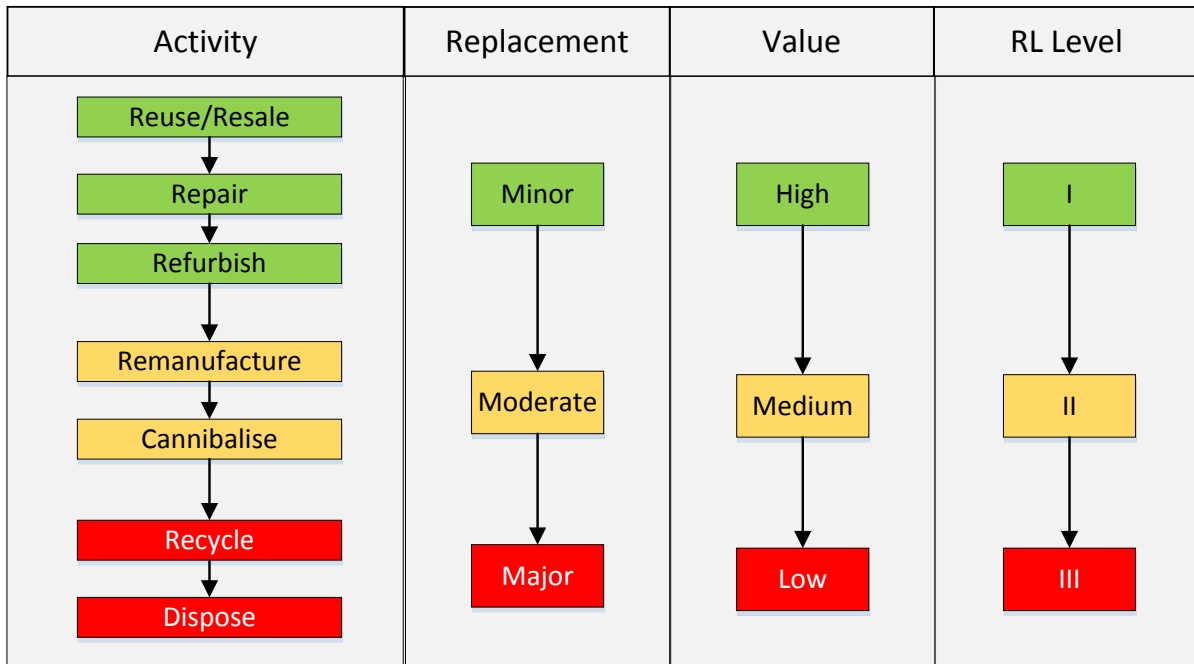 Activity
Replacement
Value
RL Level
Reuse/Resale
Repair
Refurbish
Remanufacture
Cannibalise
Recycle
Dispose
Minor
Moderate
Major
High
Medium
Low
I
II
III